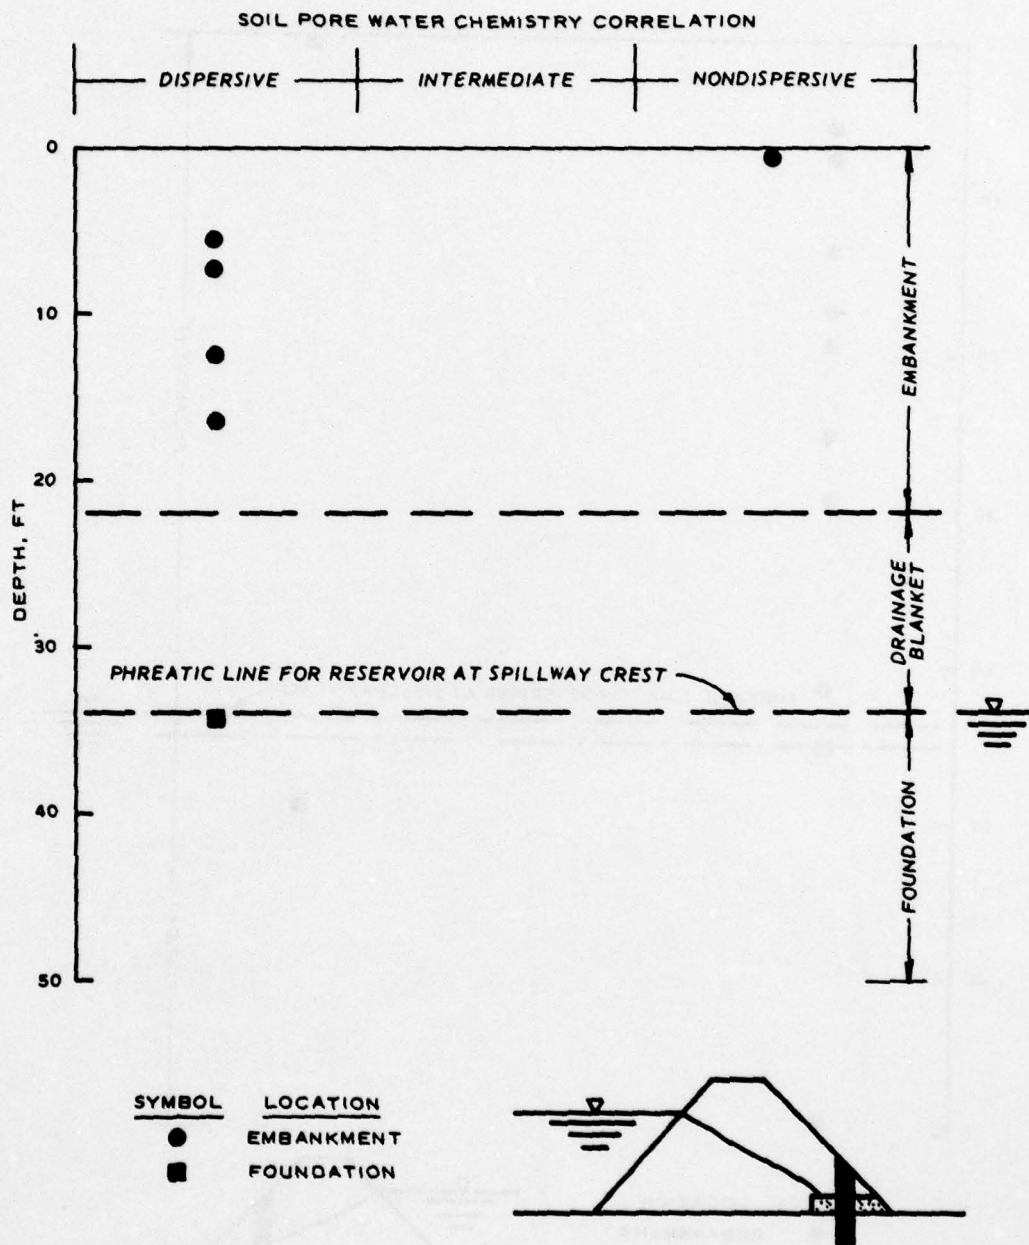 SOIL PORE WATER CHEMISTRY CORRELATION
DISPERSIVE INTERMEDIATE NONDISPERSIVE
0
10
20
30
40
50
DEPTH, FT
EMBANKMENT
DRAINAGE
BLANKET
FOUNDATION
PHREATIC LINE FOR RESERVOIR AT SPILLWAY CREST
SYMBOL LOCATION
EMBANKMENT
FOUNDATION